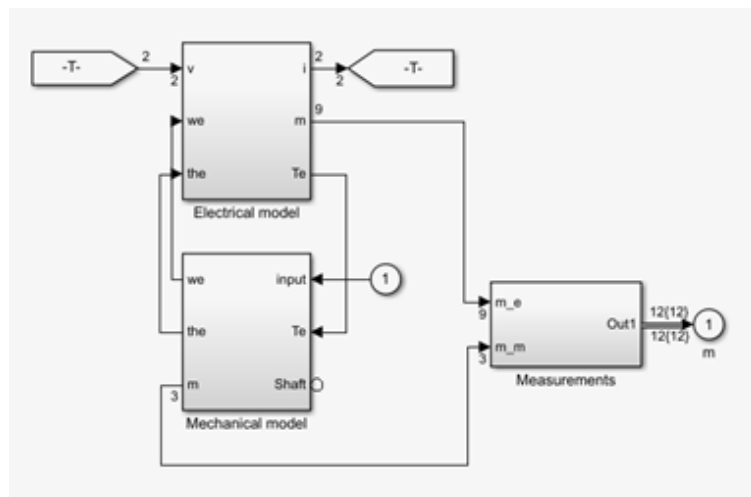 -T-
2
2
v
we
the
i
m
Te
Electrical model
2
2
-T-
9
we
the
m
3
input
Te
Shaft
Mechanical model
1
9
3
m_e
m_m
Out1
Measurements
12{12}
12{12}
1
m